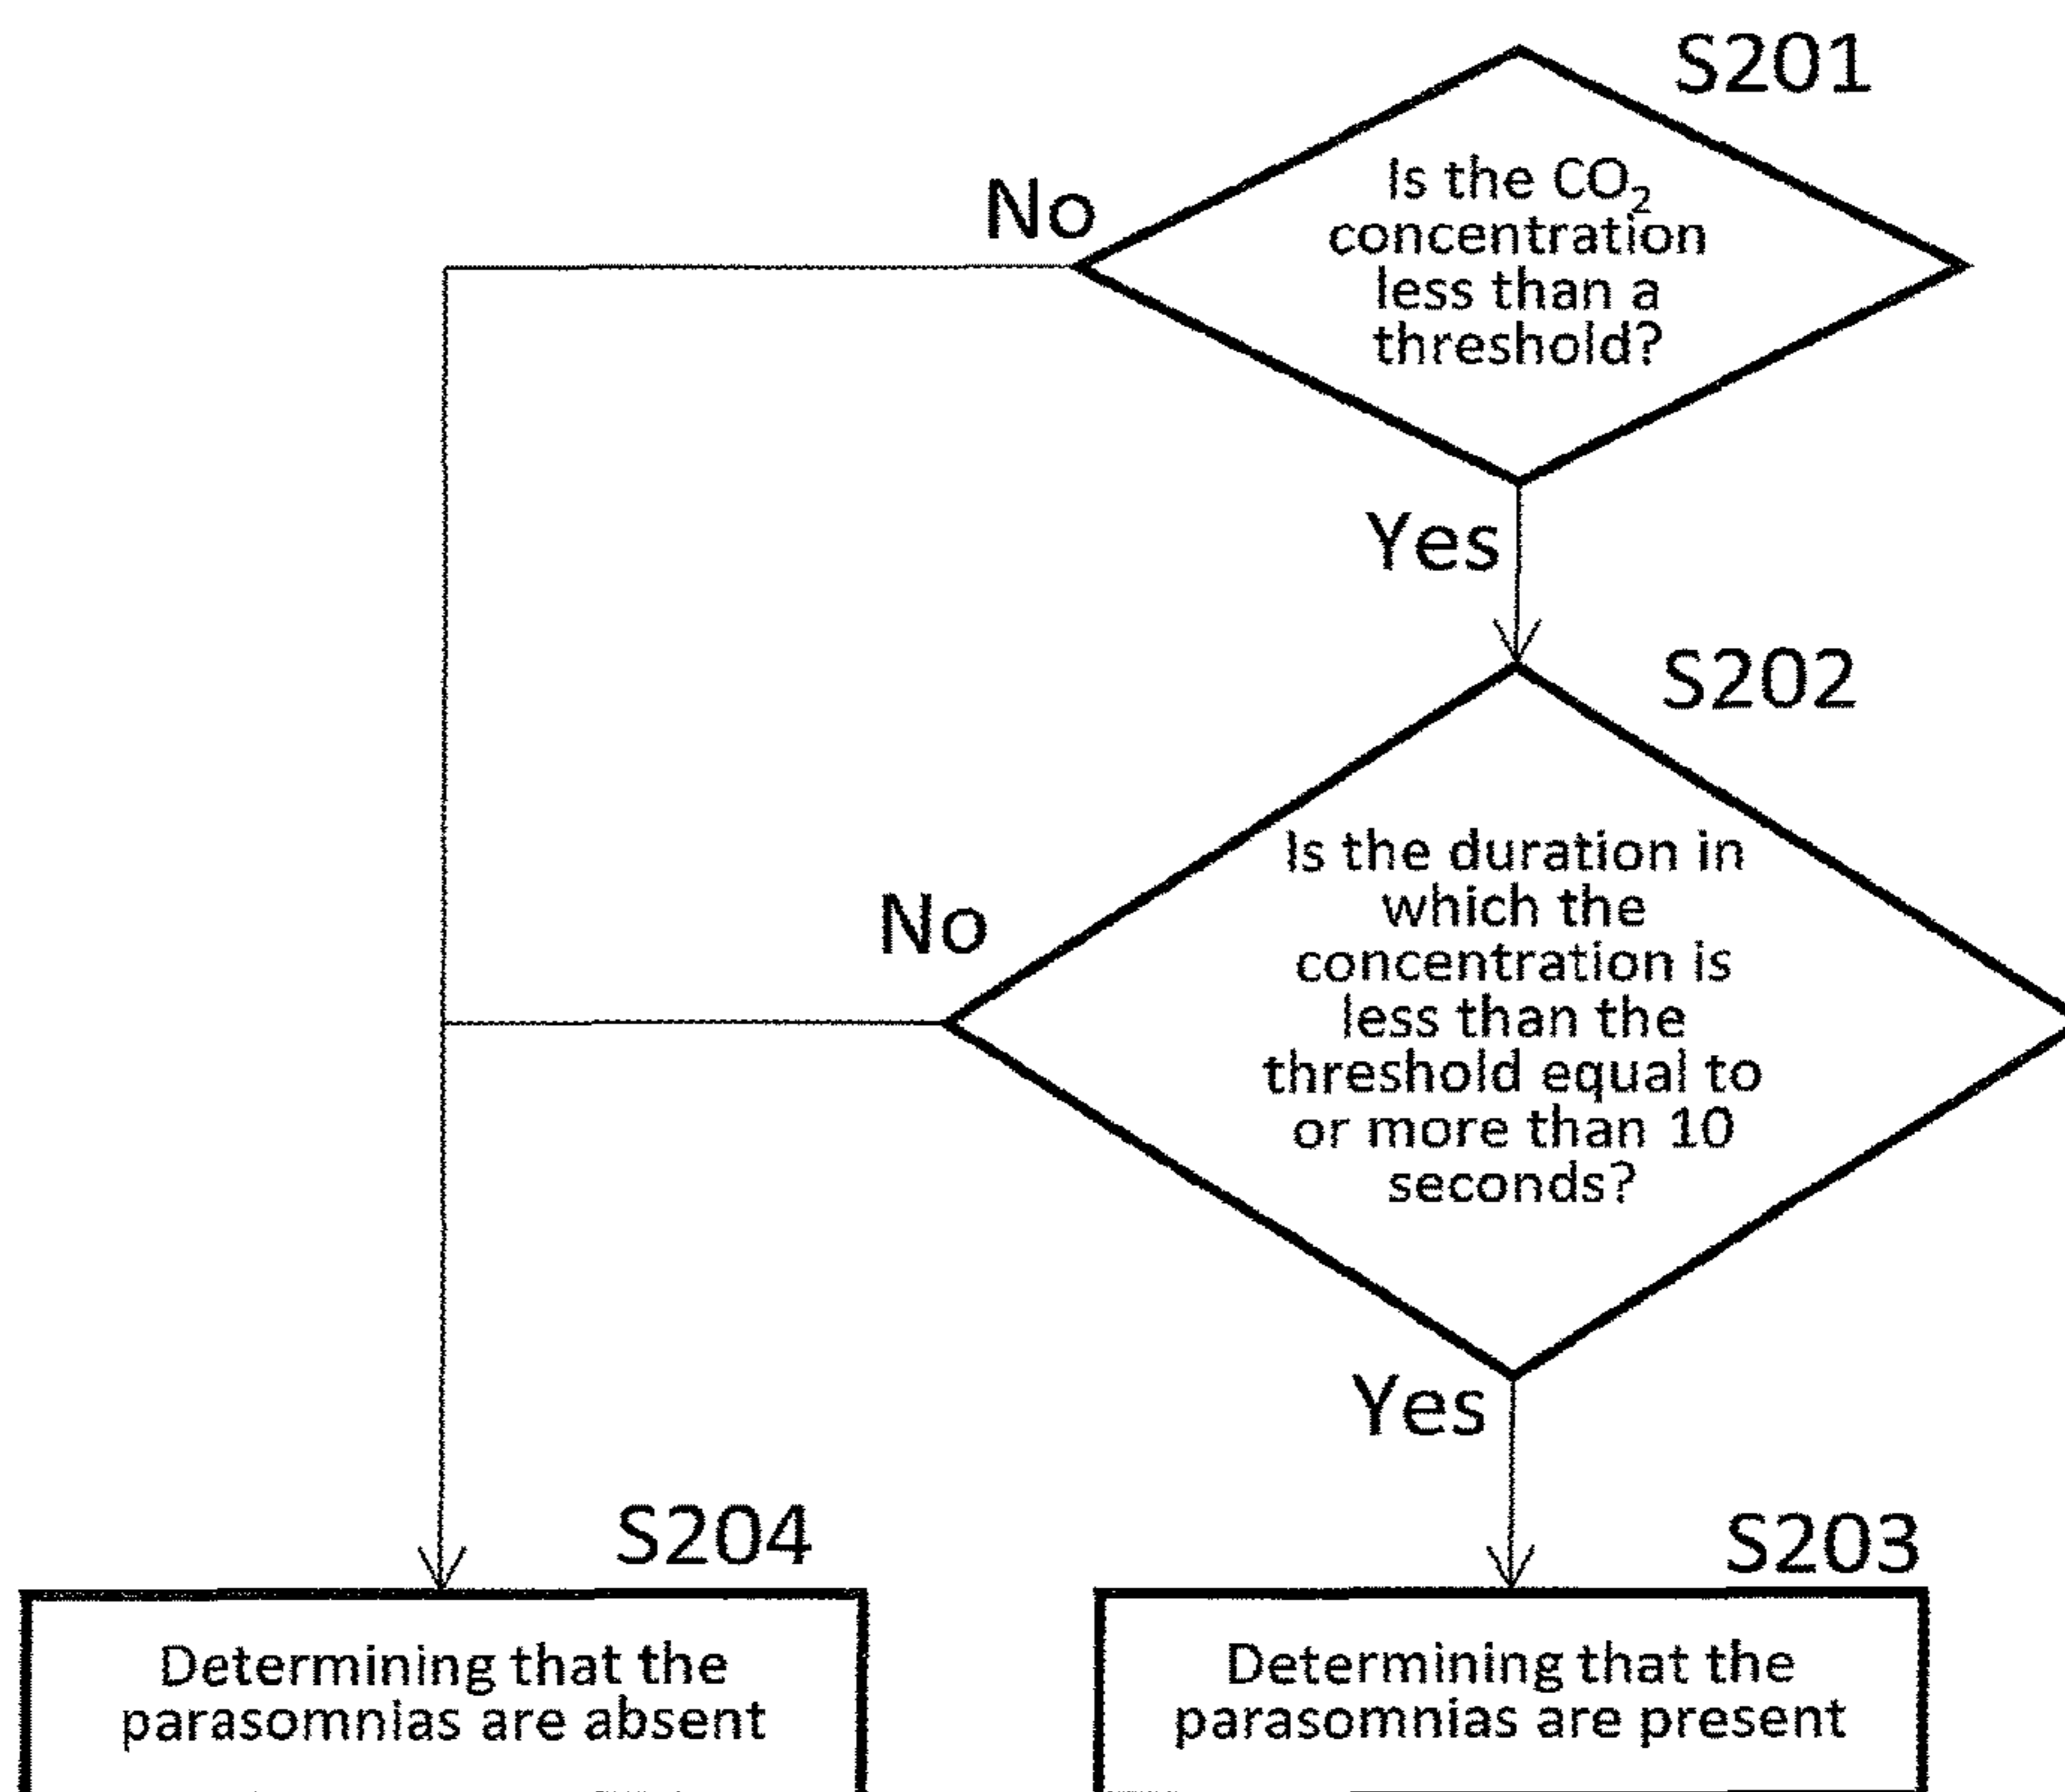 S201
Is the CO₂
concentration
less than a
threshold?
No
Yes
S202
Is the duration in
which the
concentration is
less than the
threshold equal to
or more than 10
seconds?
No
Yes
S204
Determining that the
parasomnias are absent
S203
Determining that the
parasomnias are present